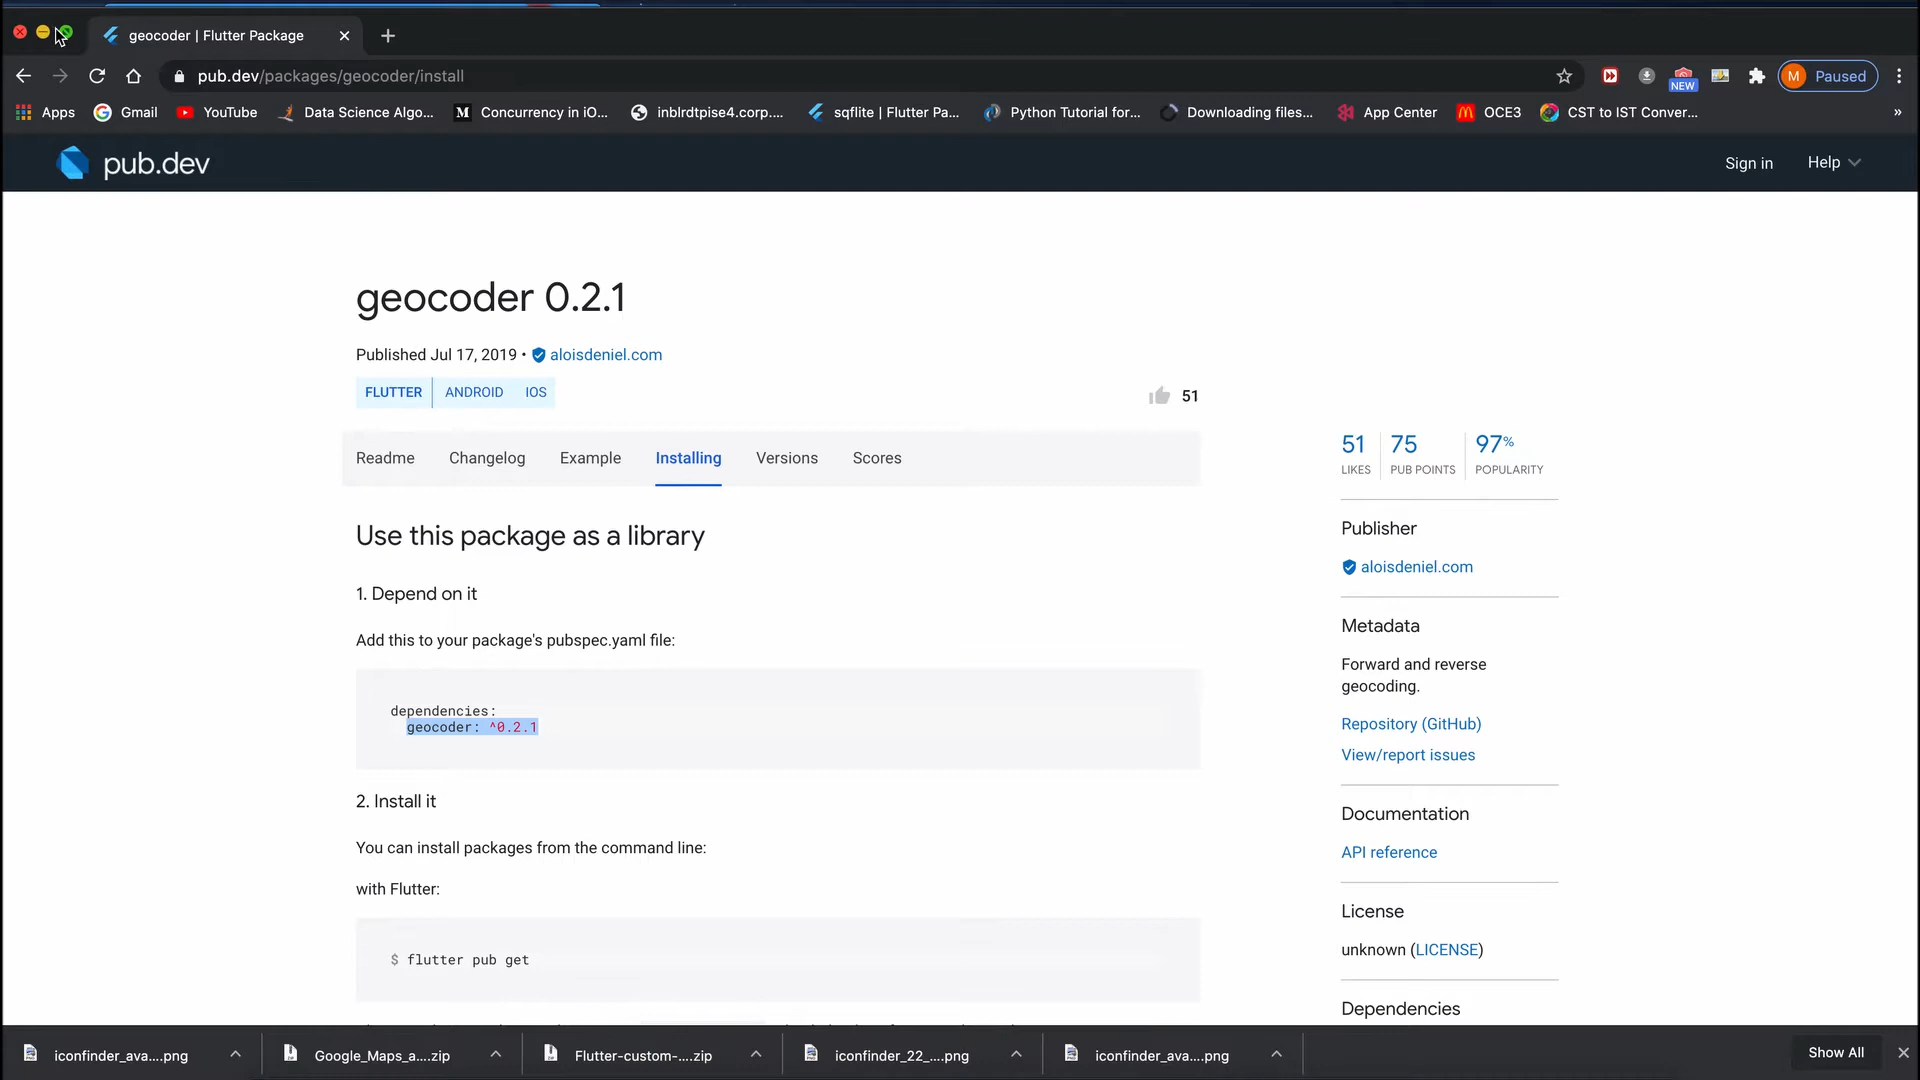 geocoder | Flutter Package
pub.dev/packages/geocoder/install
NEW
M Paused
Apps Gmail YouTube Data Science Algo... M Concurrency in iO... inblrdtpise4.corp.... sqflite | Flutter Pa... Python Tutorial for... Downloading files... App Center OCE3 CST to IST Conver... »
pub.dev
Sign in Help
geocoder 0.2.1
Published Jul 17, 2019 • aloisdeniel.com
FLUTTER ANDROID IOS
51
Readme Changelog Example Installing Versions Scores
51 75 97%
LIKES PUB POINTS POPULARITY
Use this package as a library
1. Depend on it
Add this to your package's pubspec.yaml file:
dependencies:
geocoder: ^0.2.1
2. Install it
You can install packages from the command line:
with Flutter:
$ flutter pub get
Publisher
aloisdeniel.com
Metadata
Forward and reverse
geocoding.
Repository (GitHub)
View/report issues
Documentation
API reference
License
unknown (LICENSE)
Dependencies
iconfinder_ava....png Google_Maps_a....zip Flutter-custom-....zip iconfinder_22_....png iconfinder_ava....png Show All